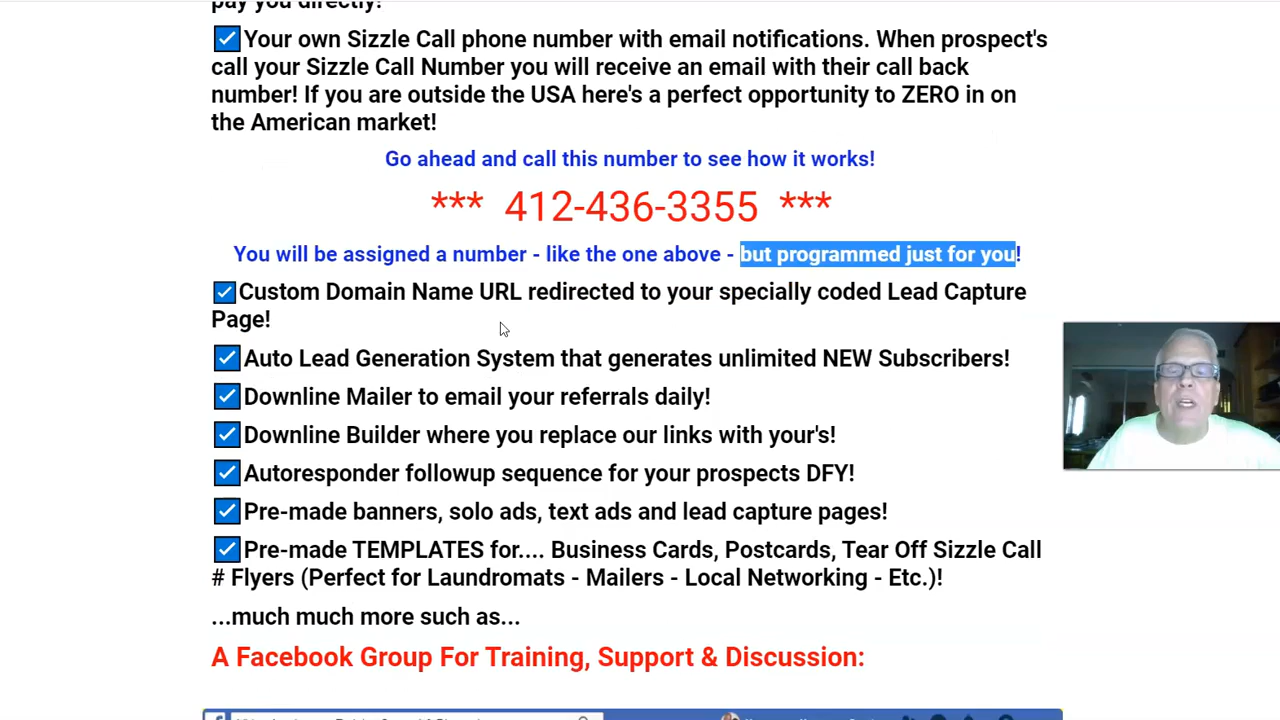 pay you directly!
Your own Sizzle Call phone number with email notifications. When prospect's
call your Sizzle Call Number you will receive an email with their call back
number! If you are outside the USA here's a perfect opportunity to ZERO in on
the American market!
Go ahead and call this number to see how it works!
*** 412-436-3355 ***
You will be assigned a number - like the one above - but programmed just for you!
Custom Domain Name URL redirected to your specially coded Lead Capture
Page!
Auto Lead Generation System that generates unlimited NEW Subscribers!
Downline Mailer to email your referrals daily!
Downline Builder where you replace our links with your's!
Autoresponder followup sequence for your prospects DFY!
Pre-made banners, solo ads, text ads and lead capture pages!
Pre-made TEMPLATES for.... Business Cards, Postcards, Tear Off Sizzle Call
# Flyers (Perfect for Laundromats - Mailers - Local Networking - Etc.)!
...much much more such as...
A Facebook Group For Training, Support & Discussion: